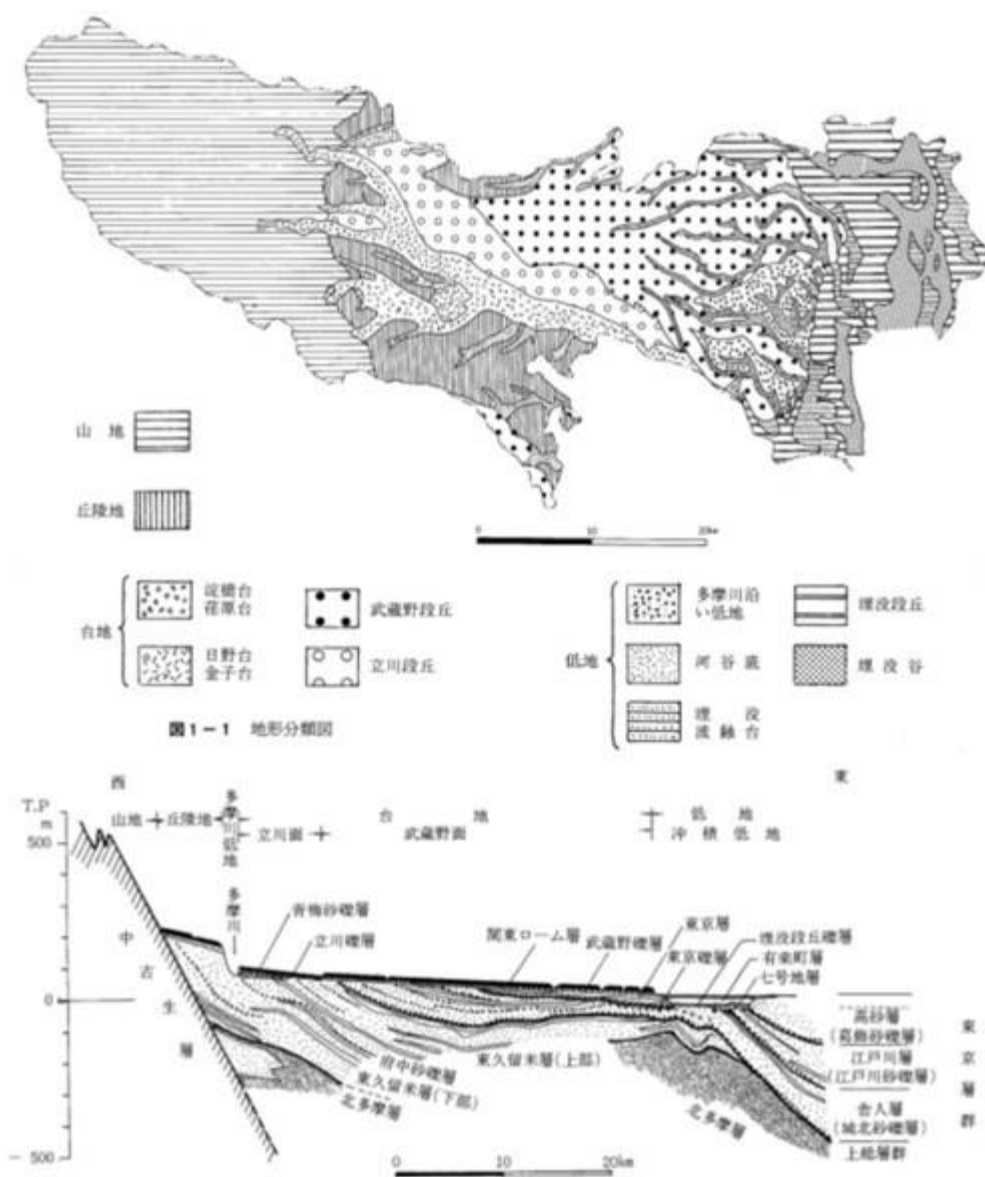 0 10 20km
山地
丘陵地
台地
淀橋台
荏原台
武蔵野段丘
日野台
金子台
立川段丘
低地
多摩川沿い低地
埋没段丘
河谷底
埋没谷
埋没
波蝕台
図1-1 地形分類図
西
東
T.P
m
500
0
-500
山地
丘陵地
多摩川低地
台地
立川面
武蔵野面
低地
沖積低地
多摩川
青梅砂礫層
立川礫層
関東ローム層
武蔵野礫層
東京層
東京礫層
埋没段丘礫層
有楽町層
七号地層
中古生層
府中砂礫層
東久留米層(下部)
北多摩層
東久留米層(上部)
北多摩層
高砂層
(葛飾砂礫層)
江戸川層
(江戸川砂礫層)
舎人層
(城北砂礫層)
上総層群
東京層群
0 10 20km